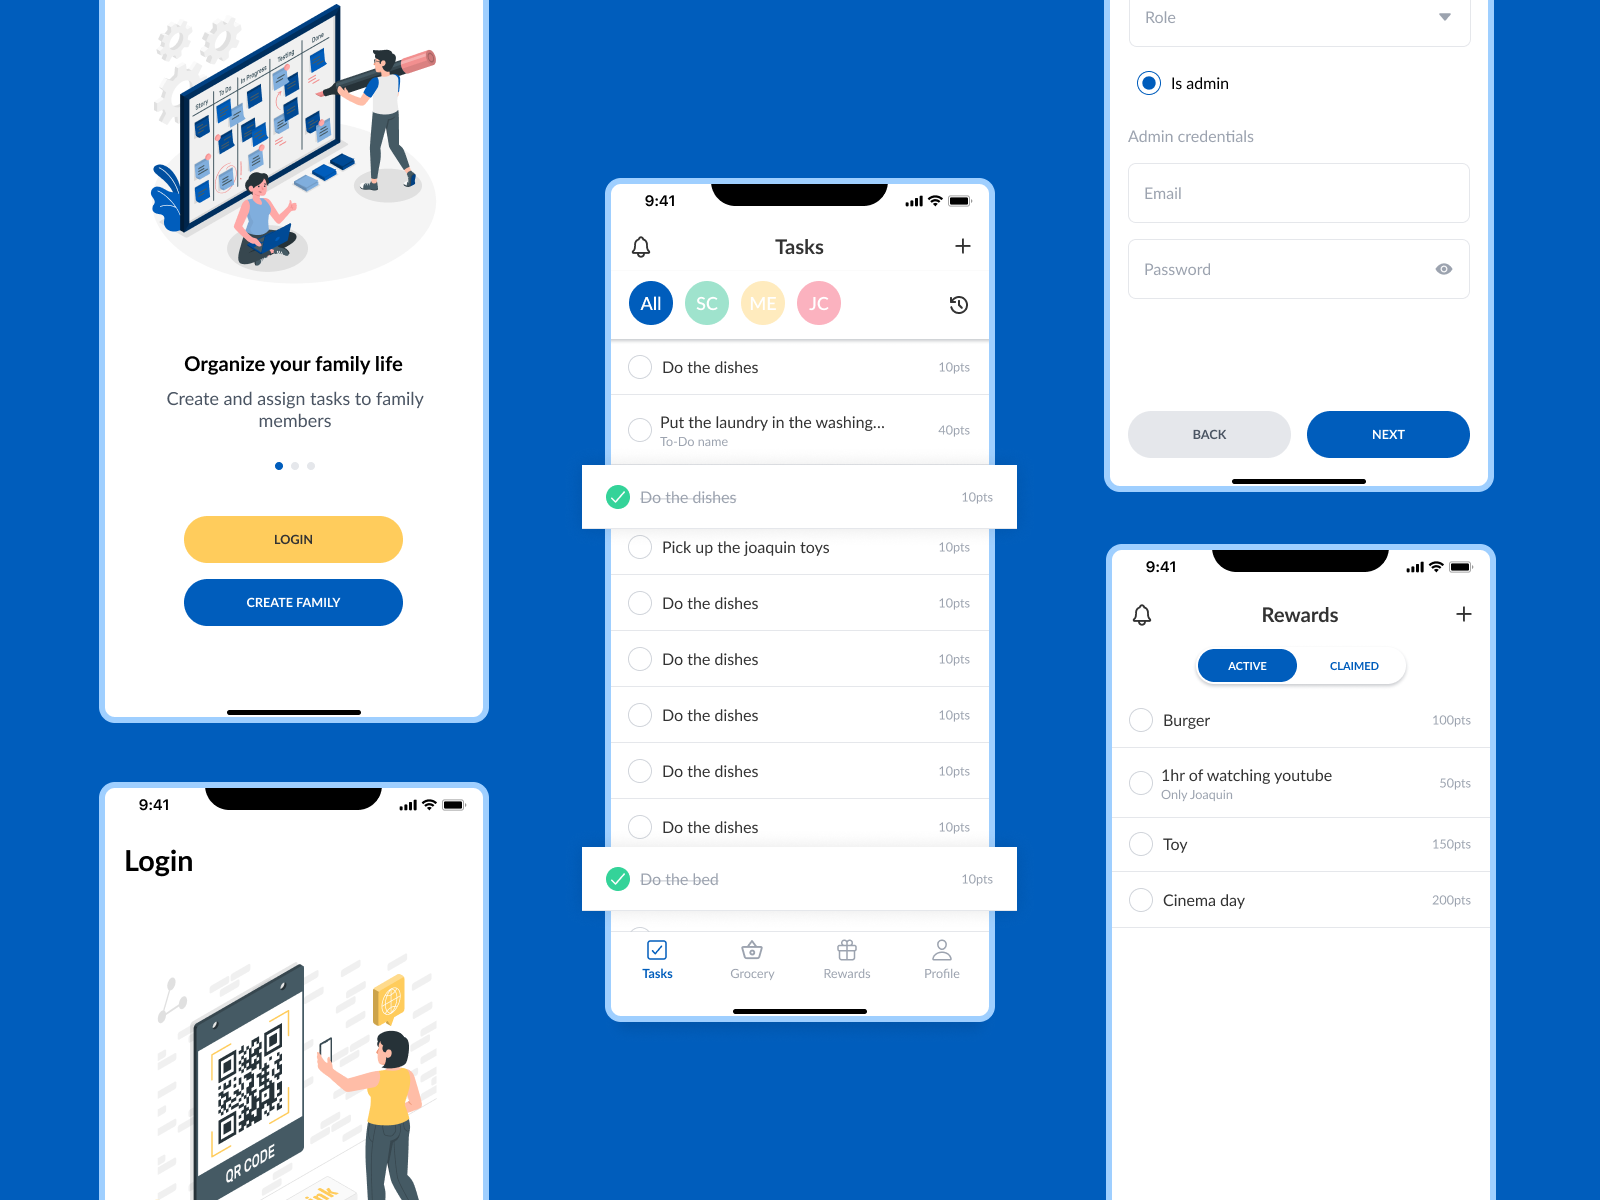 Story
To Do
In Progress
Testing
Done
Organize your family life
Create and assign tasks to family
members
LOGIN
CREATE FAMILY
9:41
Login
QR CODE
9:41
Tasks
All
SC
ME
JC
Do the dishes
10pts
Put the laundry in the washing...
To-Do name
40pts
Do the dishes
10pts
Pick up the joaquin toys
10pts
Do the dishes
10pts
Do the dishes
10pts
Do the dishes
10pts
Do the dishes
10pts
Do the dishes
10pts
Do the bed
10pts
Tasks
Grocery
Rewards
Profile
Role
Is admin
Admin credentials
Email
Password
BACK
NEXT
9:41
Rewards
ACTIVE
CLAIMED
Burger
100pts
1hr of watching youtube
Only Joaquin
50pts
Toy
150pts
Cinema day
200pts